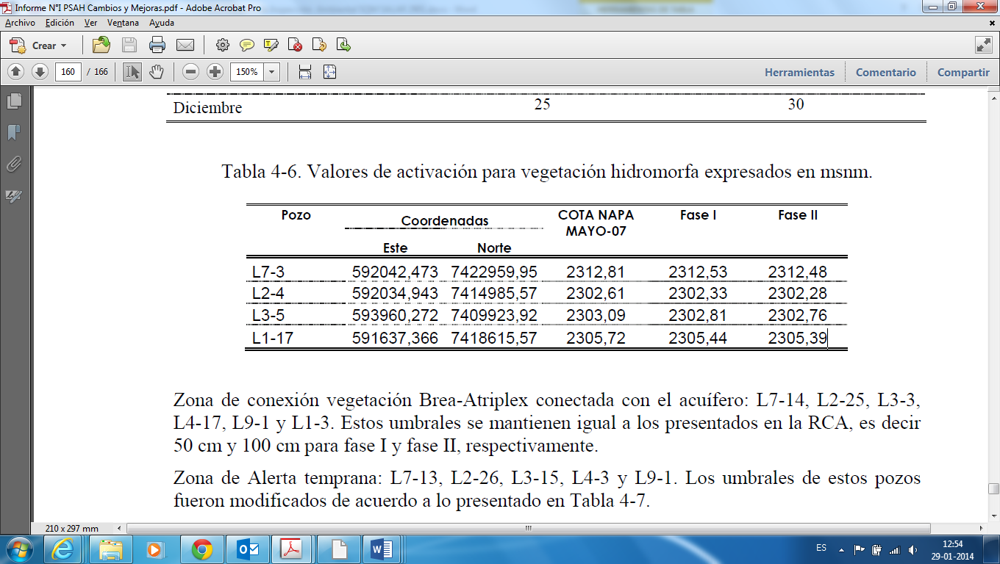 Informe N°I PSAH Cambios y Mejoras.pdf - Adobe Acrobat Pro
Archivo Edición Ver Ventana Ayuda
Crear
160 / 166 150% Herramientas Comentario Compartir
Diciembre 25 30
Tabla 4-6. Valores de activación para vegetación hidromorfa expresados en msnm.
Pozo Coordenadas COTA NAPA MAYO-07 Fase I Fase II
Este Norte
L7-3 592042,473 7422959,95 2312,81 2312,53 2312,48
L2-4 592034,943 7414985,57 2302,61 2302,33 2302,28
L3-5 593960,272 7409923,92 2303,09 2302,81 2302,76
L1-17 591637,366 7418615,57 2305,72 2305,44 2305,39
Zona de conexión vegetación Brea-Atriplex conectada con el acuífero: L7-14, L2-25, L3-3,
L4-17, L9-1 y L1-3. Estos umbrales se mantienen igual a los presentados en la RCA, es decir
50 cm y 100 cm para fase I y fase II, respectivamente.
Zona de Alerta temprana: L7-13, L2-26, L3-15, L4-3 y L9-1. Los umbrales de estos pozos
fueron modificados de acuerdo a lo presentado en Tabla 4-7.
210 x 297 mm
ES 12:54
29-01-2014